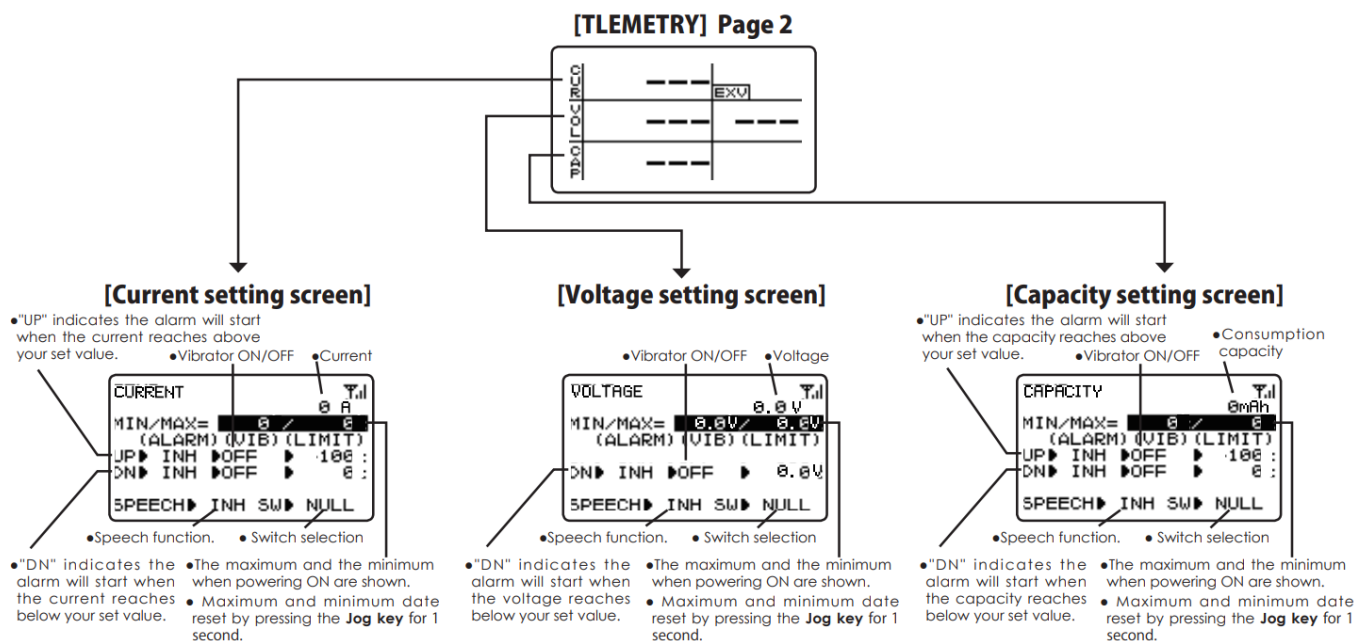 [TLEMETRY] Page 2
CUR
--- 
EXV
VOL
--- ---
CAP
---
[Current setting screen]
●"UP" indicates the alarm will start
when the current reaches above
your set value.
●Vibrator ON/OFF ●Current
CURRENT
0 A
MIN/MAX= 0 / 0
(ALARM)(VIB)(LIMIT)
UP▶ INH ▶OFF ▶ ·100 :
DN▶ INH ▶OFF ▶ 0 :
SPEECH▶ INH SW▶ NULL
●Speech function. ● Switch selection
●"DN" indicates the
alarm will start when
the current reaches
below your set value.
●The maximum and the minimum
when powering ON are shown.
● Maximum and minimum date
reset by pressing the Jog key for 1
second.
[Voltage setting screen]
●Vibrator ON/OFF ●Voltage
VOLTAGE
0.0 V
MIN/MAX= 0.0V/ 0.0V
(ALARM)(VIB)(LIMIT)
DN▶ INH ▶OFF ▶ 0.0V
SPEECH▶ INH SW▶ NULL
●Speech function. ● Switch selection
●"DN" indicates the
alarm will start when
the voltage reaches
below your set value.
●The maximum and the minimum
when powering ON are shown.
● Maximum and minimum date
reset by pressing the Jog key for 1
second.
[Capacity setting screen]
●"UP" indicates the alarm will start
when the capacity reaches above
your set value.
●Vibrator ON/OFF
●Consumption
capacity
CAPACITY
0mAh
MIN/MAX= 0 / 0
(ALARM)(VIB)(LIMIT)
UP▶ INH ▶OFF ▶ ·100 :
DN▶ INH ▶OFF ▶ 0 :
SPEECH▶ INH SW▶ NULL
●Speech function. ● Switch selection
●"DN" indicates the
alarm will start when
the capacity reaches
below your set value.
●The maximum and the minimum
when powering ON are shown.
● Maximum and minimum date
reset by pressing the Jog key for 1
second.